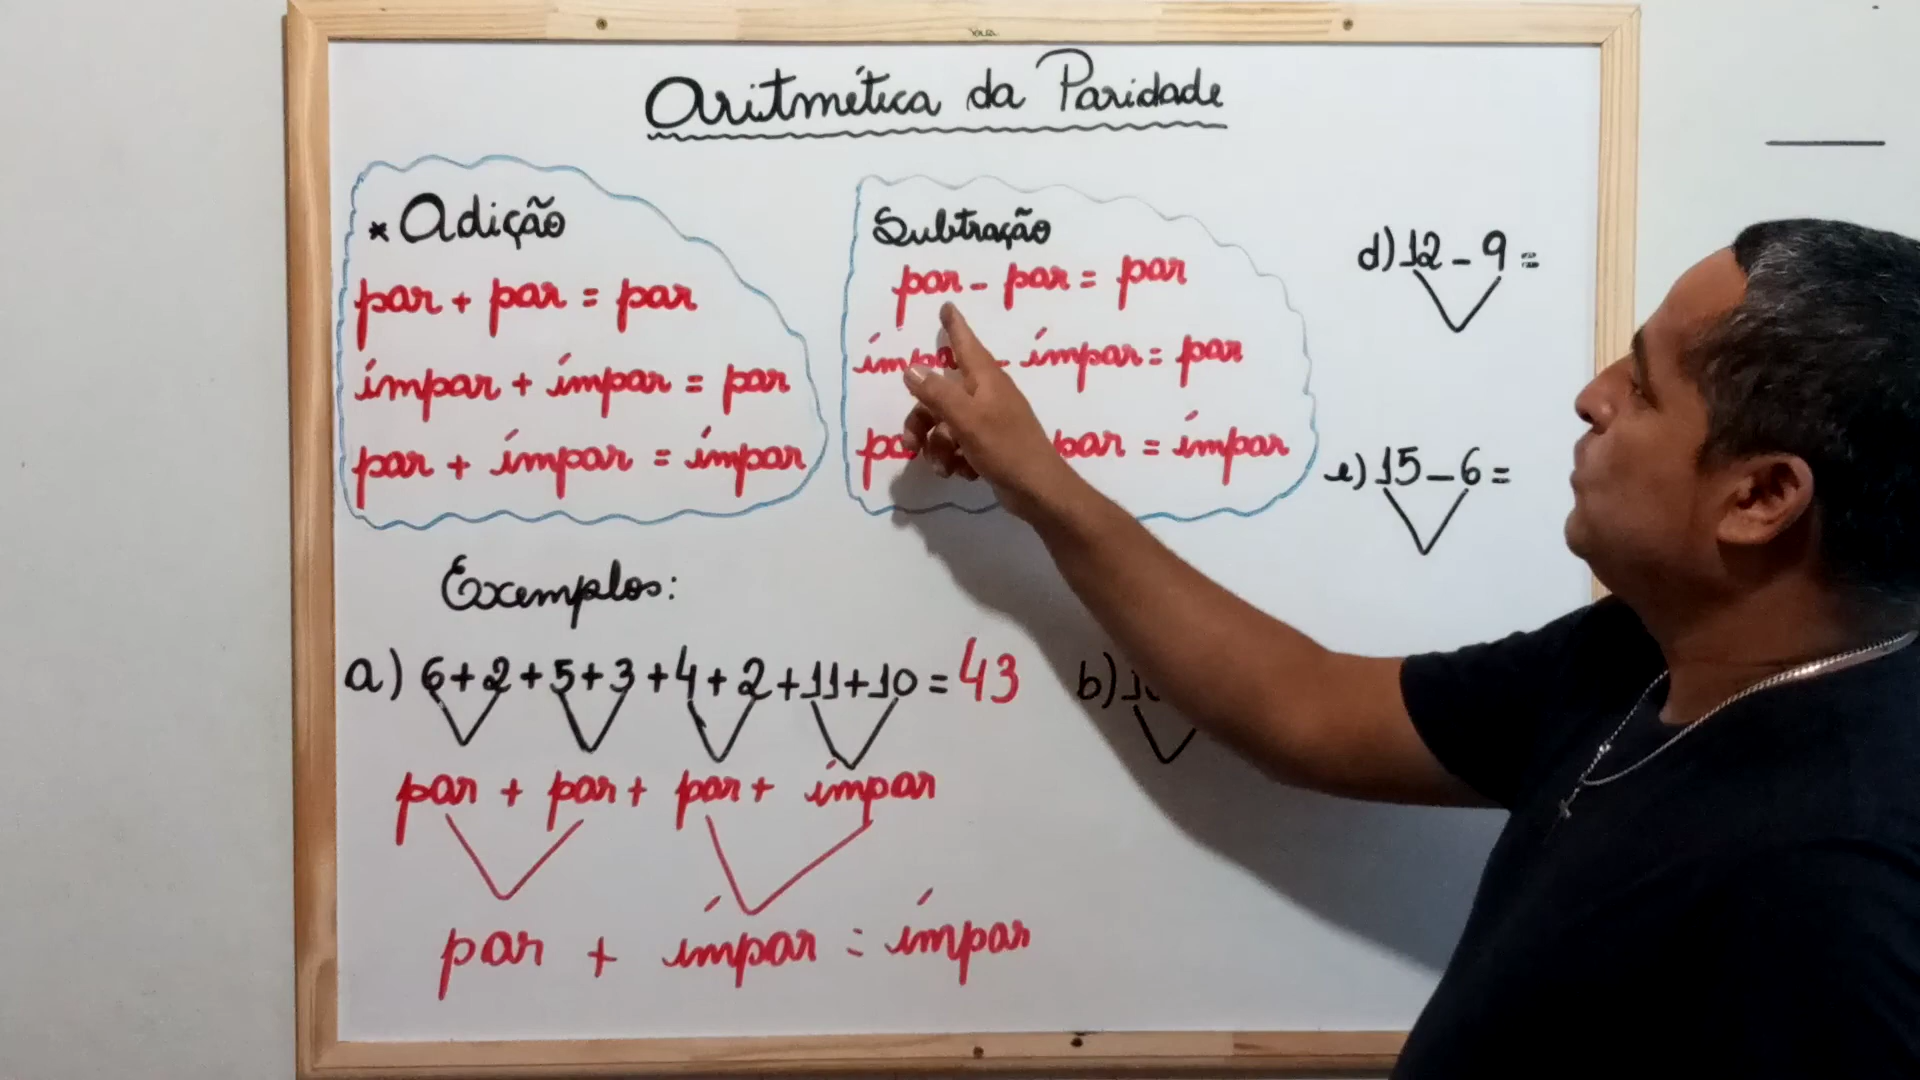 Aritmética da Paridade
* Adição
par + par = par
ímpar + ímpar = par
par + ímpar = ímpar
Subtração
par - par = par
- ímpar = par
= ímpar
d) 12 - 9 =
e) 15 - 6 =
Exemplos:
a) 6+2+5+3+4+2+11+10 = 43
par + par + par + ímpar
par + ímpar = ímpar
b)